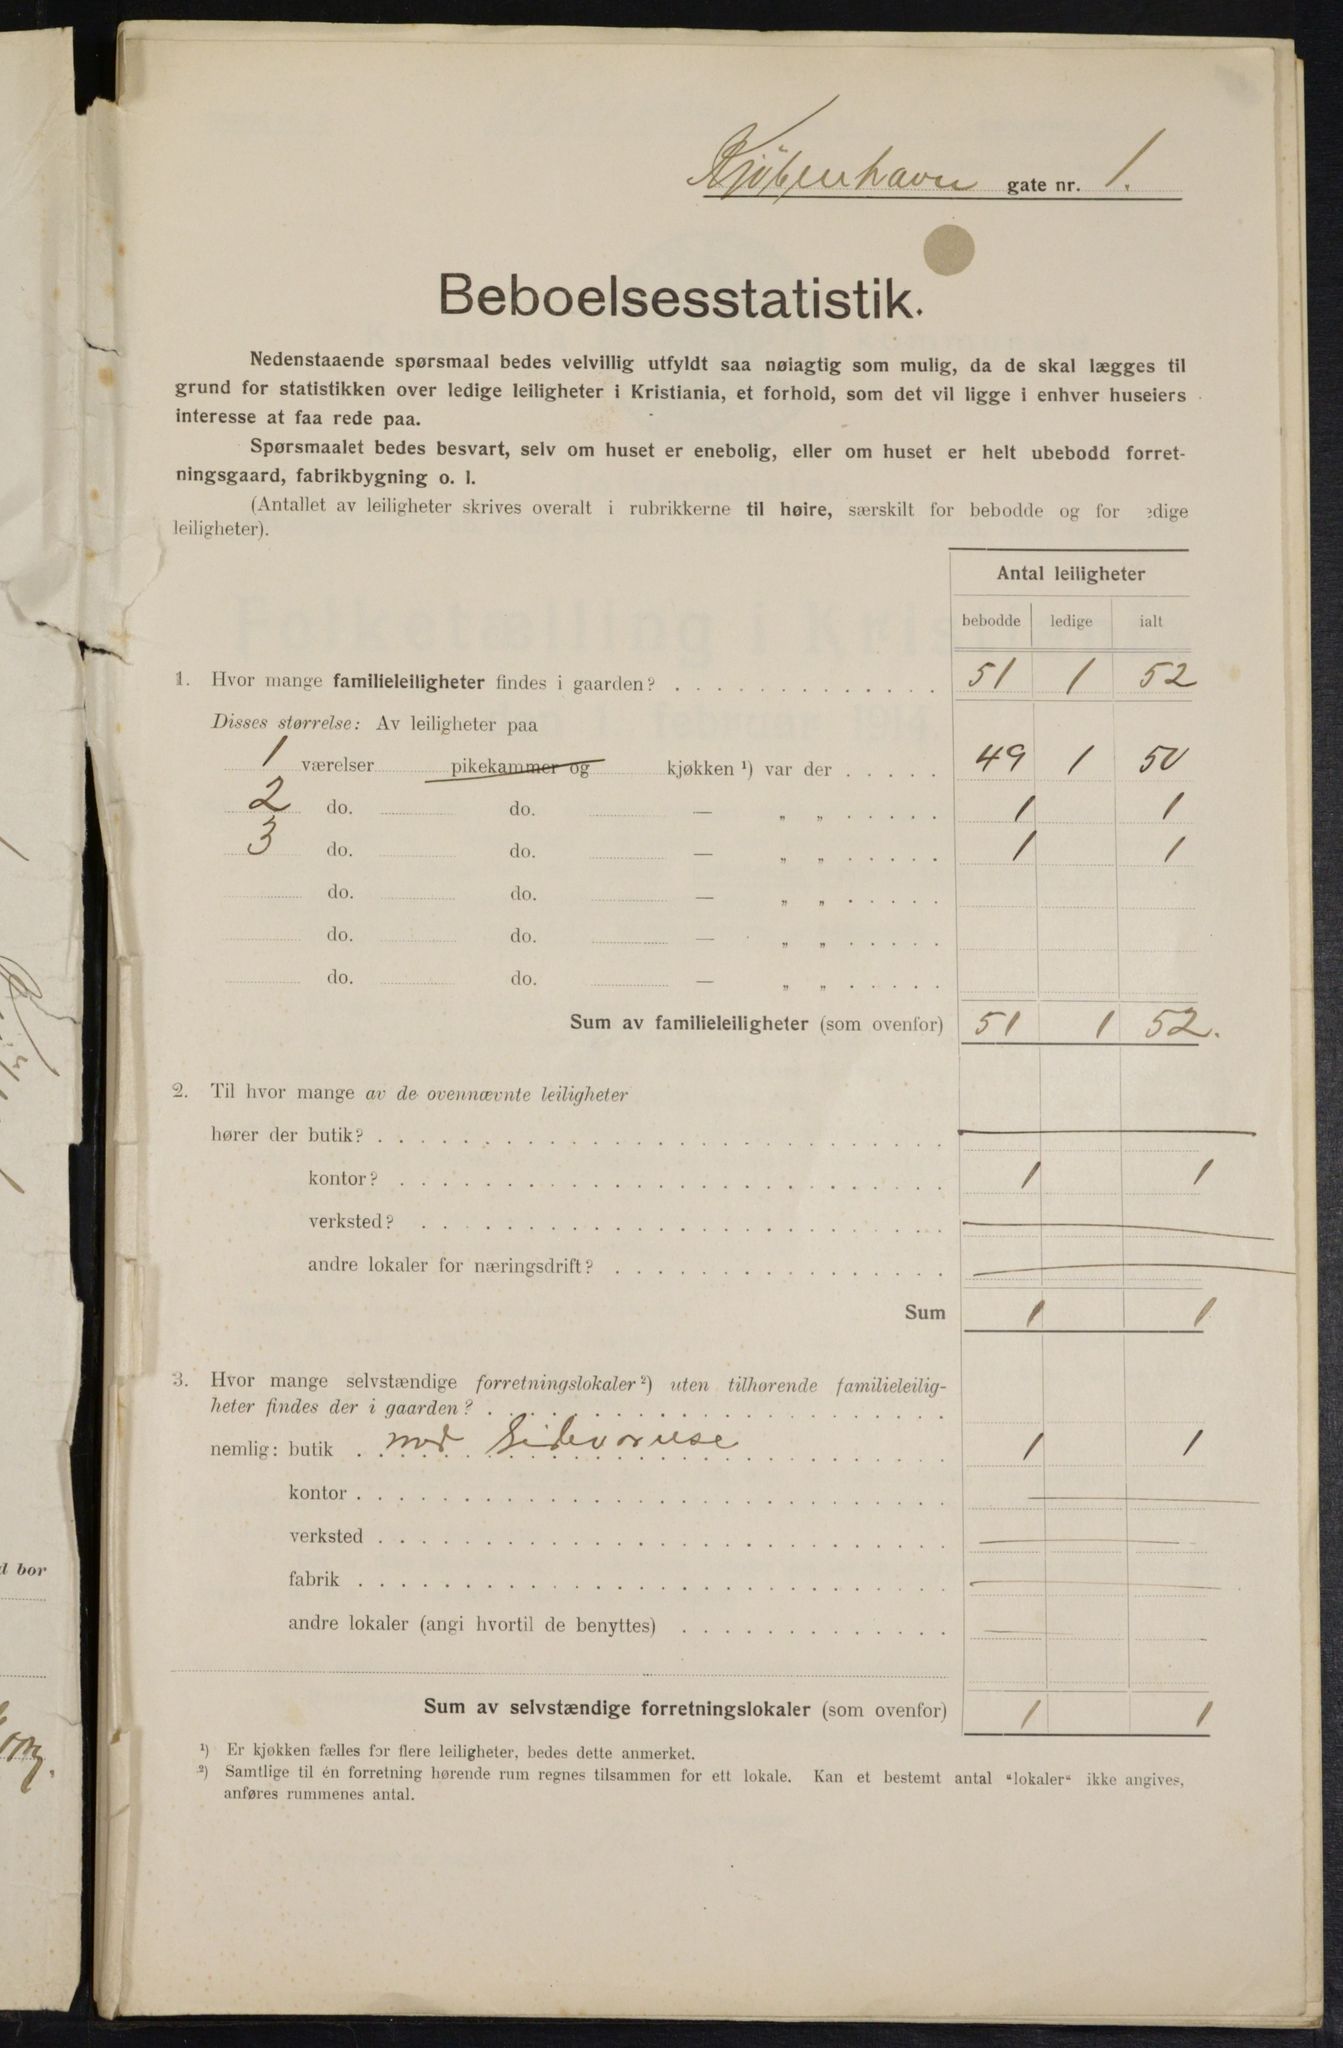 Kjøbenhavn gate nr. 1.
Beboelsesstatistik.
Nedenstaaende spørsmaal bedes velvillig utfyldt saa nøiagtig som mulig, da de skal lægges til
grund for statistikken over ledige leiligheter i Kristiania, et forhold, som det vil ligge i enhver huseiers
interesse at faa rede paa.
Spørsmaalet bedes besvart, selv om huset er enebolig, eller om huset er helt ubebodd forret-
ningsgaard, fabrikbygning o. l.
(Antallet av leiligheter skrives overalt i rubrikkerne til høire, særskilt for bebodde og for edige
leiligheter).
Antal leiligheter
bebodde ledige ialt
1. Hvor mange familieleiligheter findes i gaarden? 51 1 52
Disses størrelse: Av leiligheter paa
1 værelser pikekammer og kjøkken ¹) var der 49 1 50
2 do. do. — „ „ 1 1
3 do. do. — „ „ 1 1
do. do. — „ „
do. do. — „ „
do. do. — „ „
Sum av familieleiligheter (som ovenfor) 51 1 52.
2. Til hvor mange av de ovennævnte leiligheter
hører der butik?
kontor? 1 1
verksted?
andre lokaler for næringsdrift?
Sum 1 1
3. Hvor mange selvstændige forretningslokaler ²) uten tilhørende familieleilig-
heter findes der i gaarden?
nemlig: butik med 1 1
kontor
verksted
fabrik
andre lokaler (angi hvortil de benyttes)
Sum av selvstændige forretningslokaler (som ovenfor) 1 1
¹) Er kjøkken fælles for flere leiligheter, bedes dette anmerket.
²) Samtlige til én forretning hørende rum regnes tilsammen for ett lokale. Kan et bestemt antal “lokaler“ ikke angives,
anføres rummenes antal.
d bor